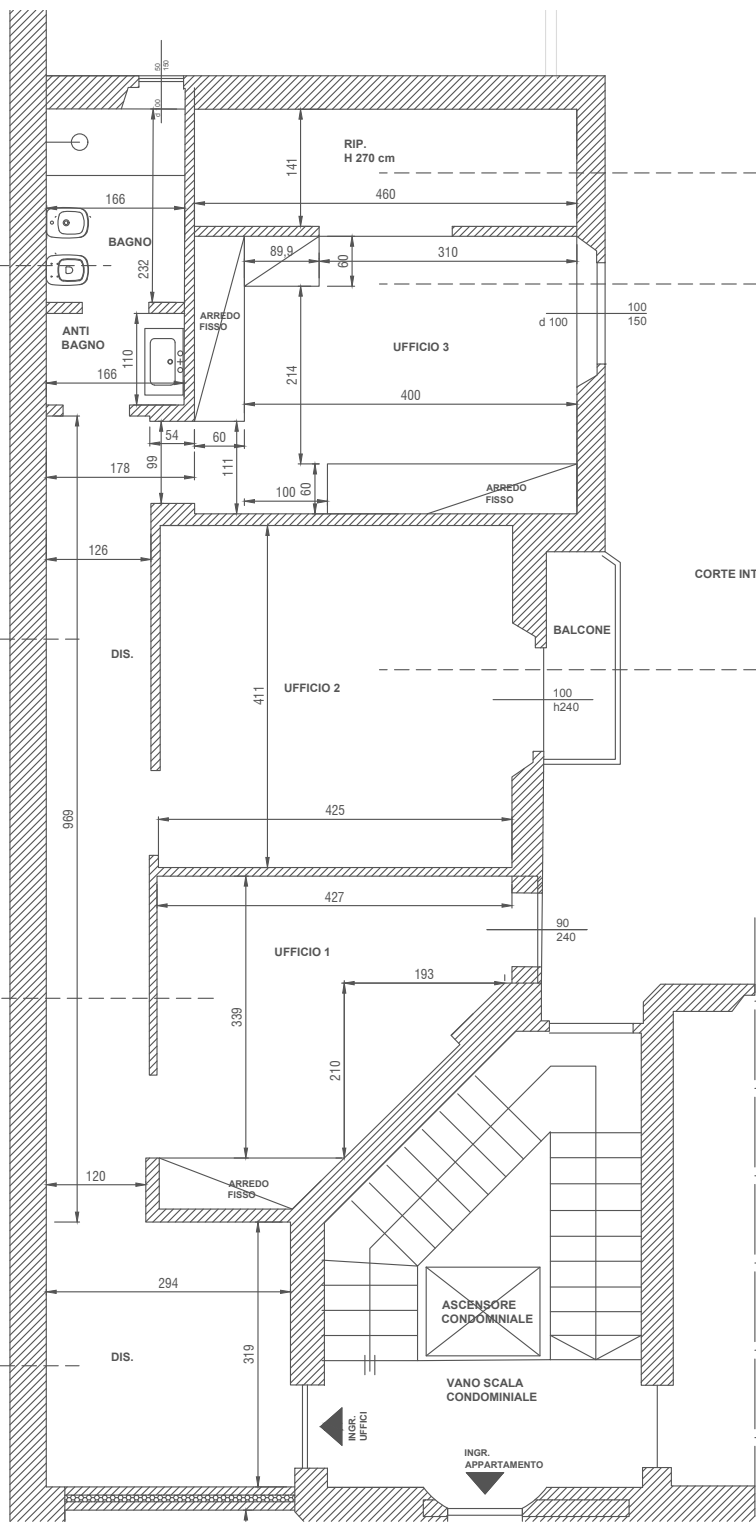 50
150
d 100
RIP.
H 270 cm
141
460
166
BAGNO
232
89,9
60
310
ARREDO
FISSO
ANTI
BAGNO
110
166
UFFICIO 3
d 100
100
150
214
400
54
60
99
111
178
100
60
ARREDO
FISSO
126
DIS.
411
UFFICIO 2
BALCONE
100
h240
CORTE INT
969
425
427
UFFICIO 1
90
240
193
339
210
120
ARREDO
FISSO
294
DIS.
319
ASCENSORE
CONDOMINIALE
VANO SCALA
CONDOMINIALE
INGR.
UFFICI
INGR.
APPARTAMENTO